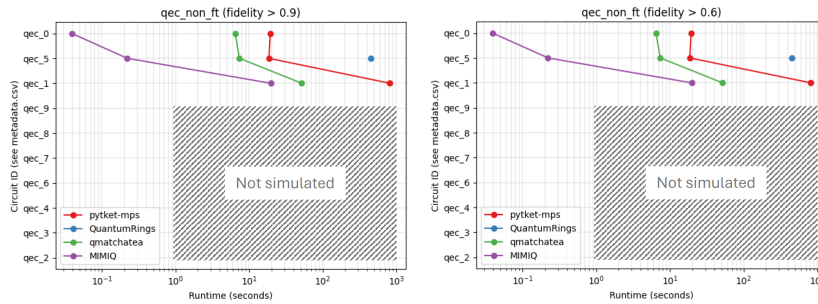 qec_non_ft (fidelity > 0.9)
Circuit ID (see metadata.csv)
qec_0
qec_5
qec_1
qec_9
qec_8
qec_7
qec_6
qec_4
qec_3
qec_2
Not simulated
pytket-mps
QuantumRings
qmatchatea
MIMIQ
10⁻¹
10⁰
10¹
10²
10³
Runtime (seconds)
qec_non_ft (fidelity > 0.6)
Circuit ID (see metadata.csv)
qec_0
qec_5
qec_1
qec_9
qec_8
qec_7
qec_6
qec_4
qec_3
qec_2
Not simulated
pytket-mps
QuantumRings
qmatchatea
MIMIQ
10⁻¹
10⁰
10¹
10²
10
Runtime (seconds)